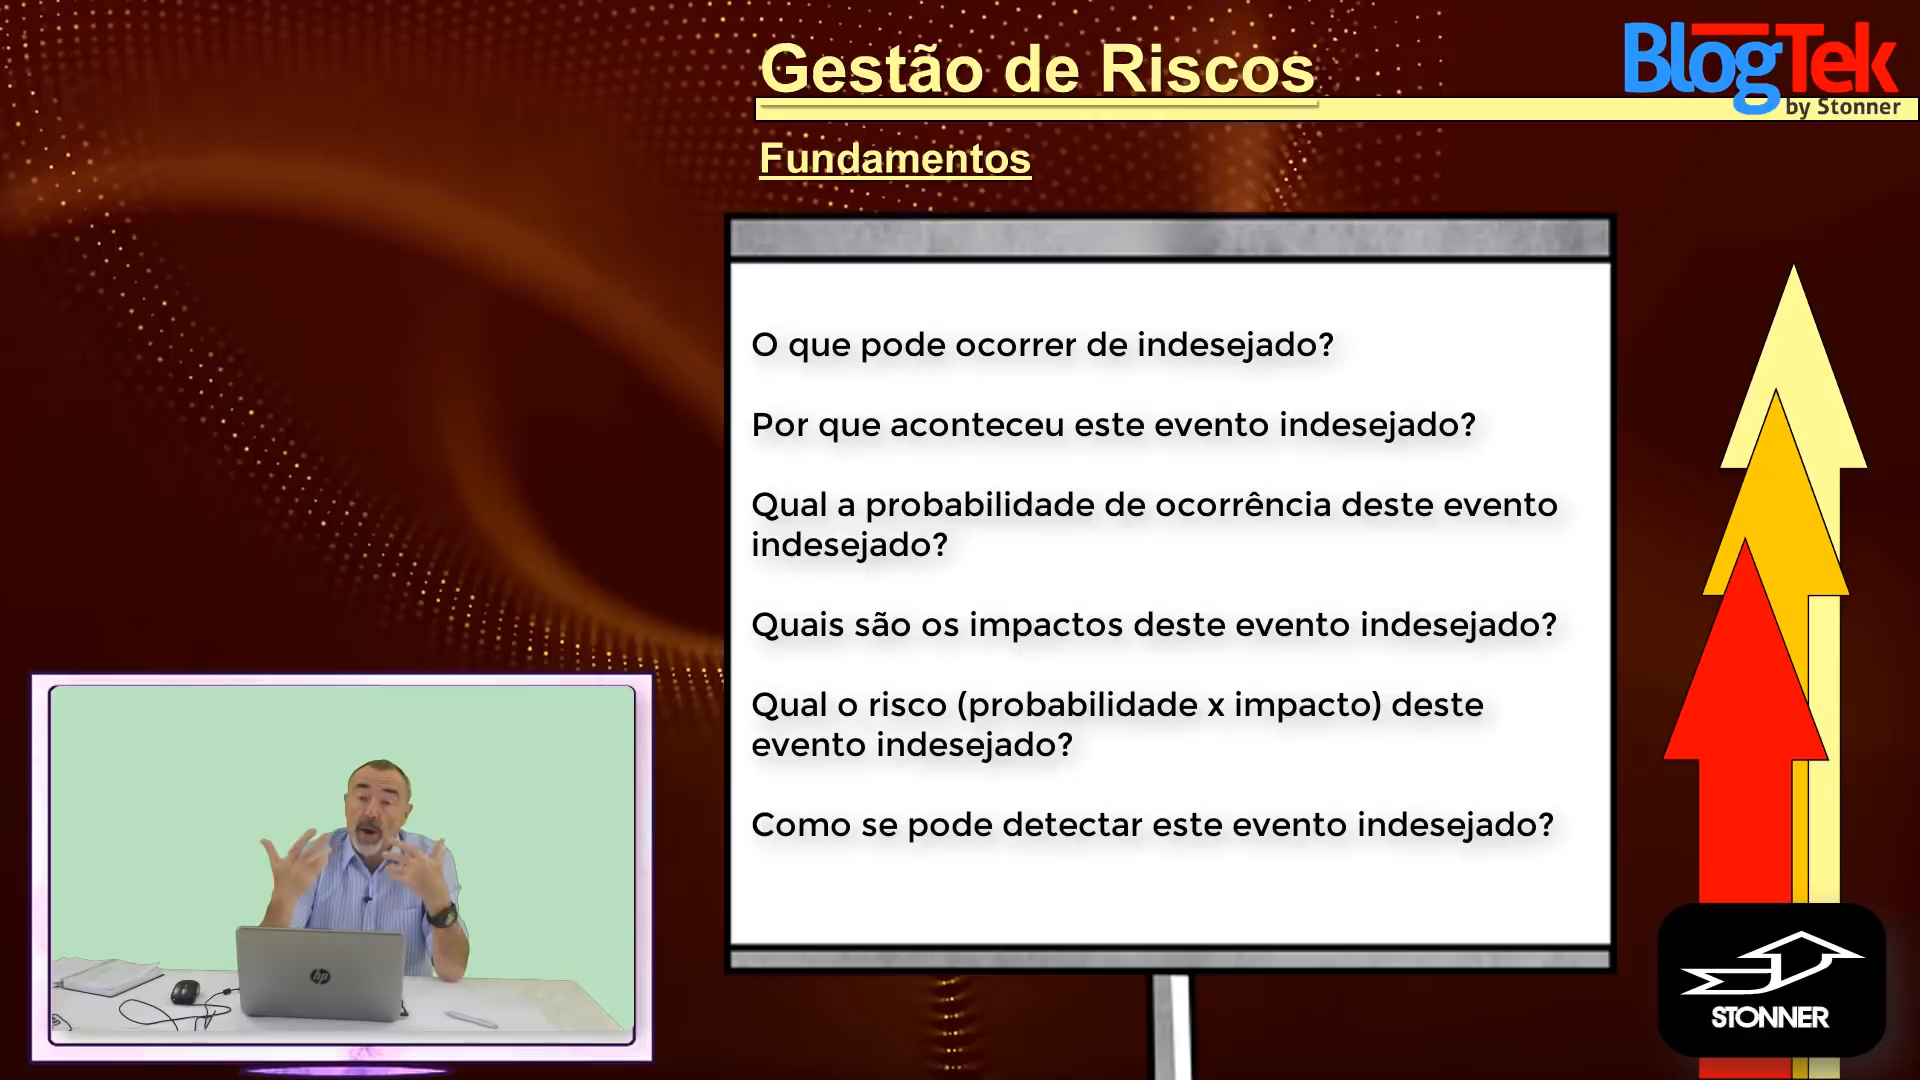 Gestão de Riscos
BlogTek
by Stonner
Fundamentos
O que pode ocorrer de indesejado?
Por que aconteceu este evento indesejado?
Qual a probabilidade de ocorrência deste evento
indesejado?
Quais são os impactos deste evento indesejado?
Qual o risco (probabilidade x impacto) deste
evento indesejado?
Como se pode detectar este evento indesejado?
hp
STONNER